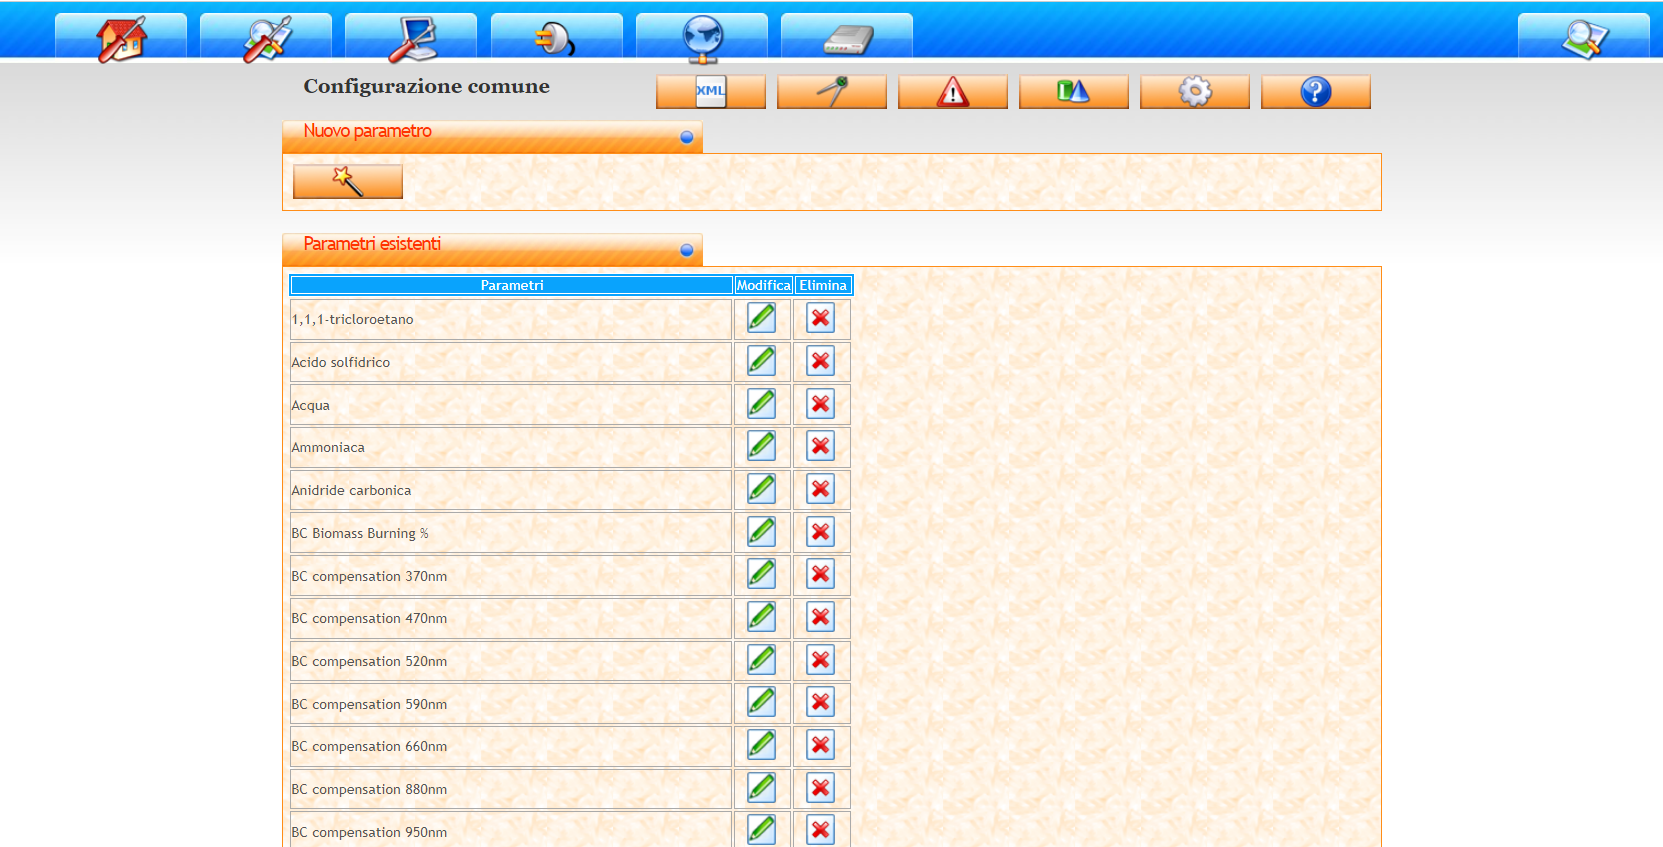 Configurazione comune
XML
Nuovo parametro
Parametri esistenti
Parametri Modifica Elimina
1,1,1-tricloroetano
Acido solfidrico
Acqua
Ammoniaca
Anidride carbonica
BC Biomass Burning %
BC compensation 370nm
BC compensation 470nm
BC compensation 520nm
BC compensation 590nm
BC compensation 660nm
BC compensation 880nm
BC compensation 950nm